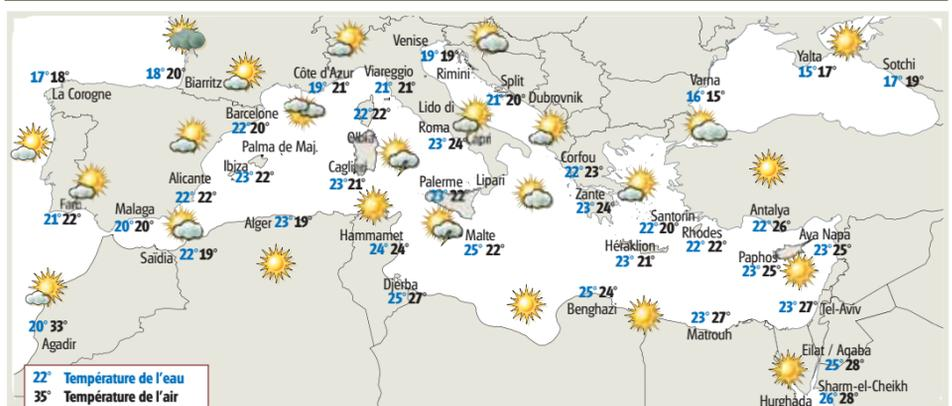 Venise
19° 19°
Yalta
15° 17°
Sotchi
17° 19°
17° 18°
La Corogne
18° 20°
Biarritz
Côte d'Azur
19° 21°
Viareggio
21° 21°
Rimini
Split
21° 20°
Dubrovnik
Varna
16° 15°
Barcelone
22° 20°
22° 22°
Lido di
Roma
23° 24°
Capri
Olbia
Palma de Maj.
Ibiza
23° 22°
Cagliari
23° 21°
Corfou
22° 23°
Alicante
22° 22°
Palerme
23° 22°
Lipari
Zante
23° 24°
Faro
21° 22°
Malaga
20° 20°
Alger 23° 19°
Santorin
22° 20°
Rhodes
22° 22°
Antalya
22° 26°
Aya Napa
23° 25°
Saïdia 22° 19°
Hammamet
24° 24°
Malte
25° 22°
Héraklion
23° 21°
Paphos
23° 25°
Djerba
25° 27°
25° 24°
Benghazi
23° 27°
Matrouh
23° 27°
Tel-Aviv
20° 33°
Agadir
Eilat / Aqaba
25° 28°
Sharm-el-Cheikh
26° 28°
Hurghada
22° Température de l'eau
35° Température de l'air